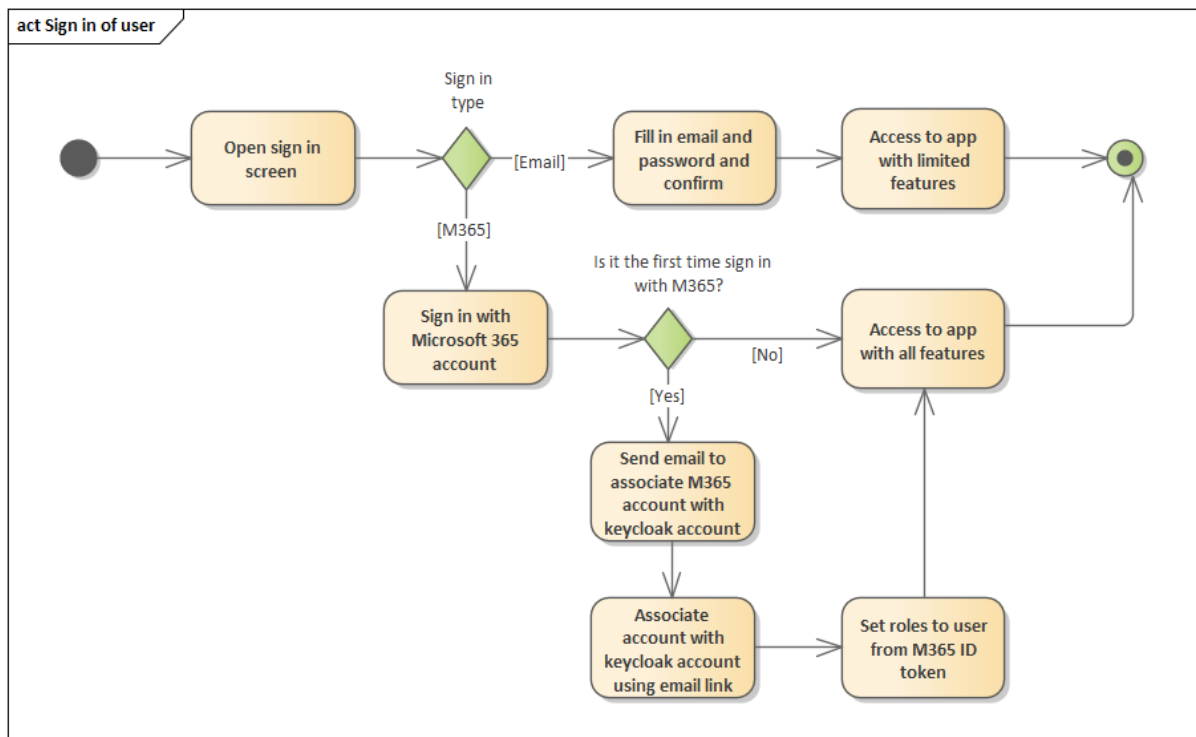 act Sign in of user
Sign in
type
Open sign in
screen
[Email]
Fill in email and
password and
confirm
Access to app
with limited
features
[M365]
Is it the first time sign in
with M365?
Sign in with
Microsoft 365
account
[No]
Access to app
with all features
[Yes]
Send email to
associate M365
account with
keycloak account
Associate
account with
keycloak account
using email link
Set roles to user
from M365 ID
token